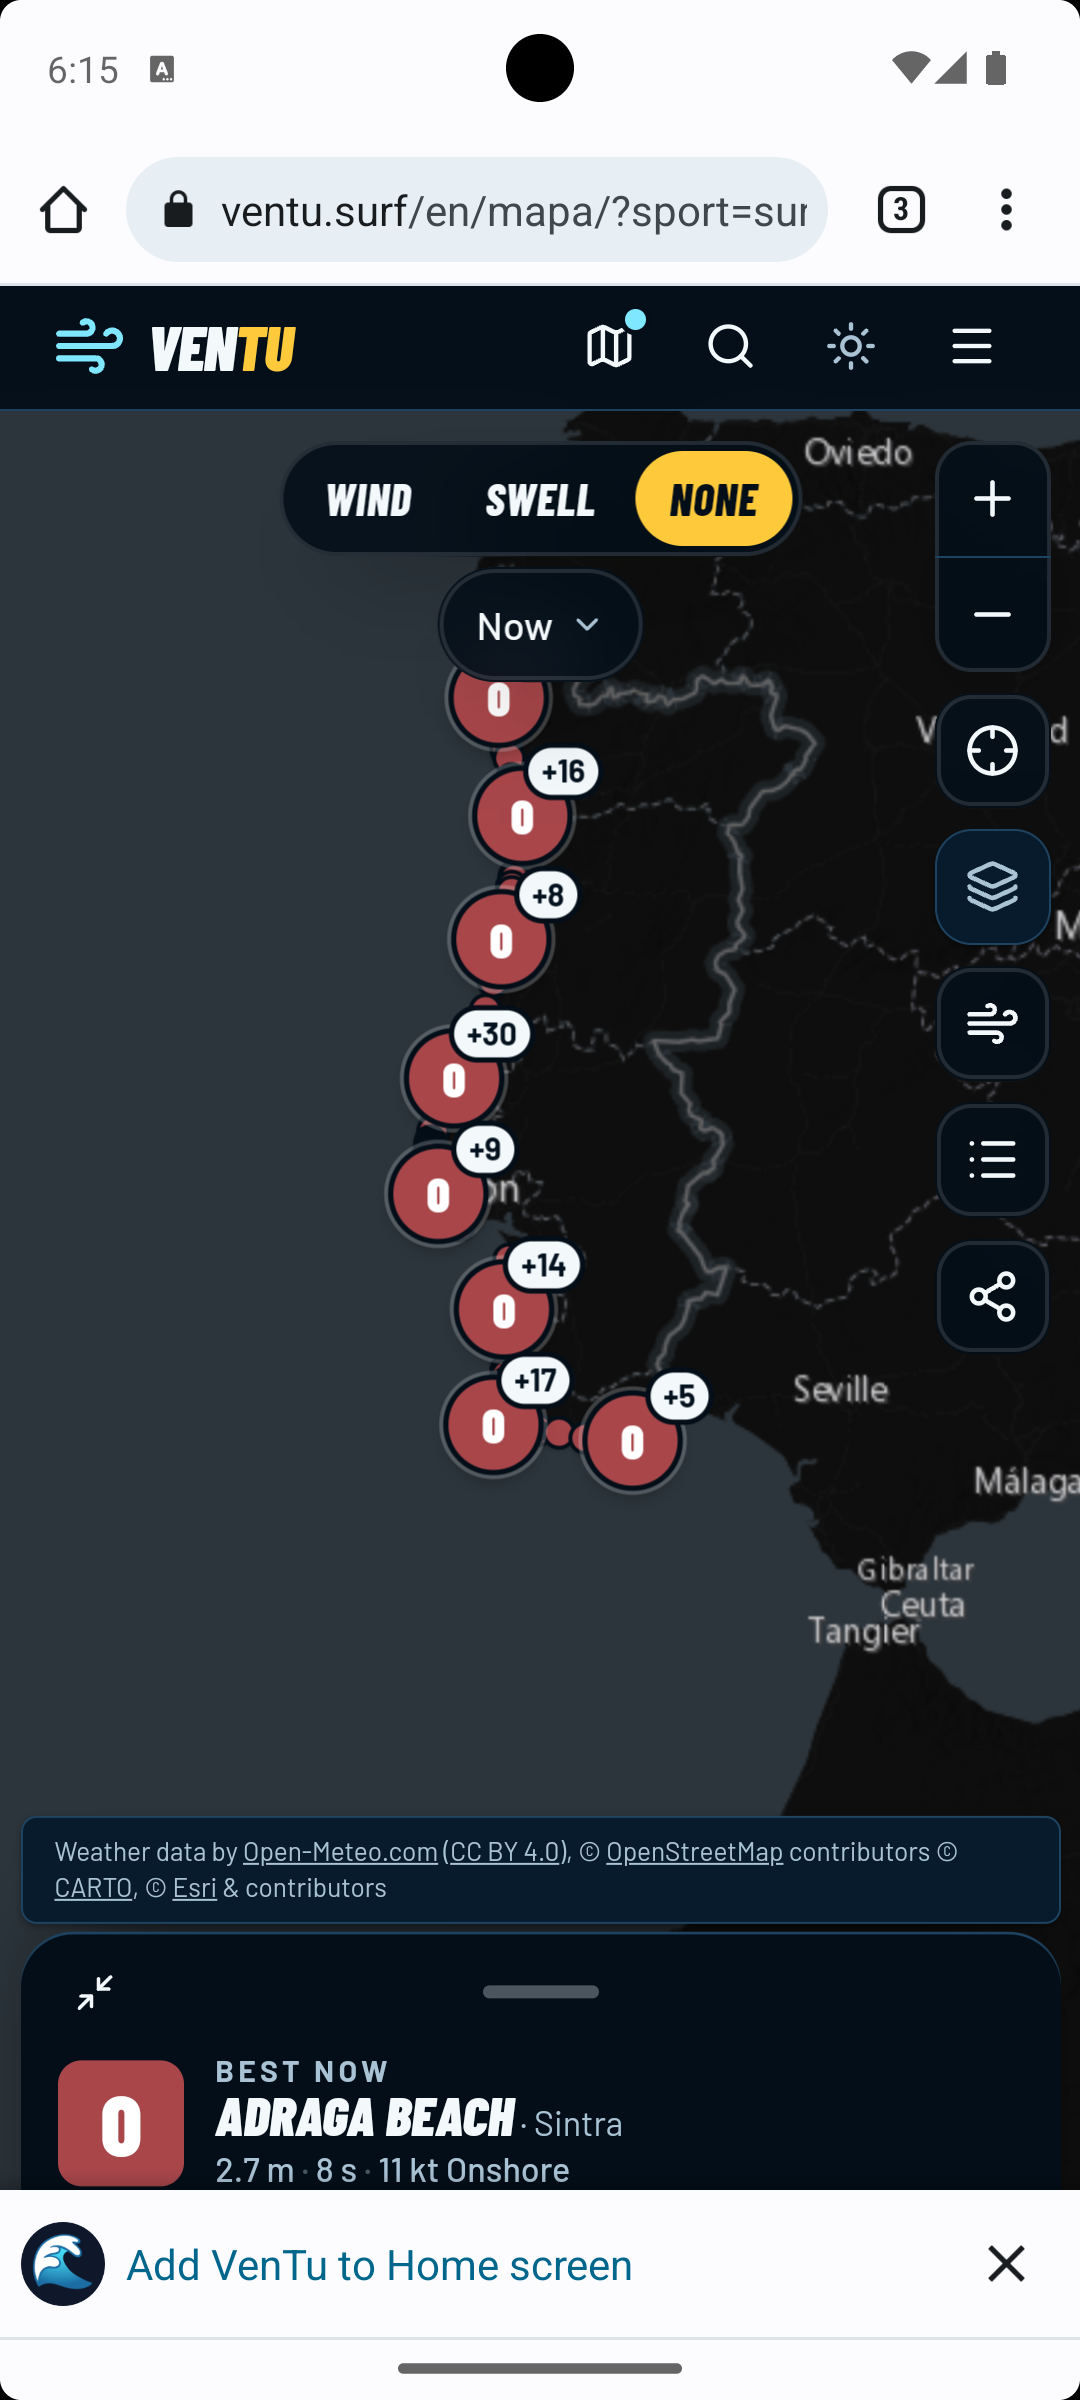 6:15
ventu.surf/en/mapa/?sport=sur
3
VENTU
WIND SWELL NONE
Oviedo
Now
0
+16
0
+8
0
+30
0
+9
0
+14
0
+17
0
+5
0
Seville
Málaga
Gibraltar
Ceuta
Tangier
Weather data by Open-Meteo.com (CC BY 4.0), © OpenStreetMap contributors ©
CARTO, © Esri & contributors
0
BEST NOW
ADRAGA BEACH · Sintra
2.7 m · 8 s · 11 kt Onshore
Add VenTu to Home screen